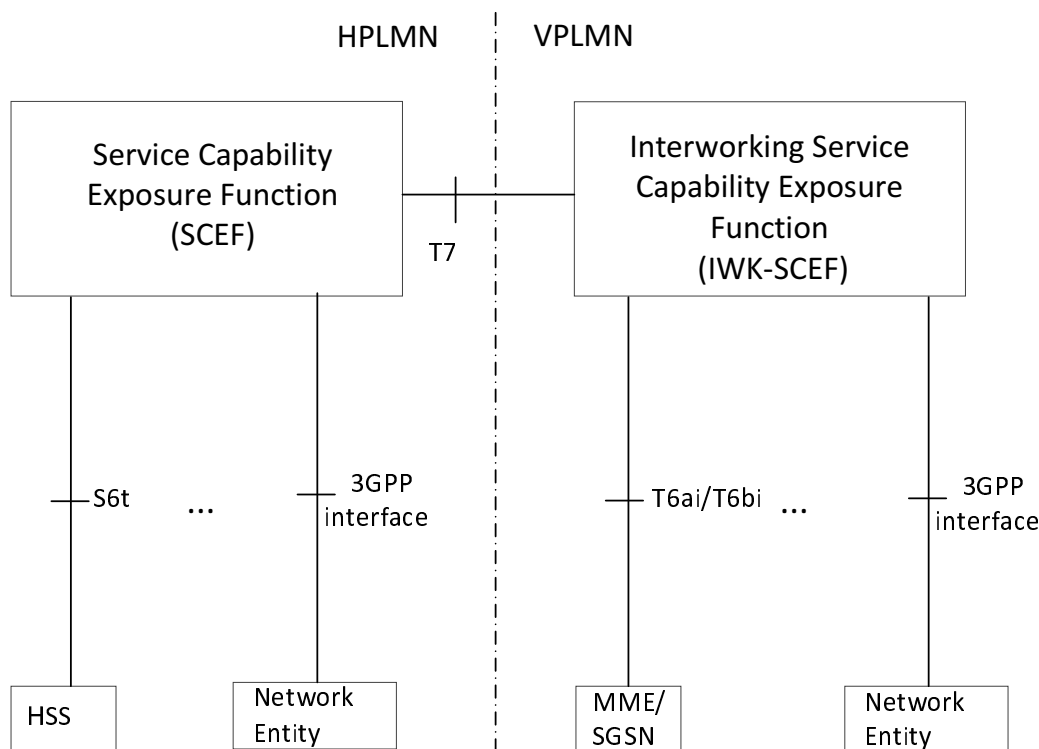 HPLMN
VPLMN
Service Capability
Exposure Function
(SCEF)
Interworking Service
Capability Exposure
Function
(IWK-SCEF)
T7
S6t
...
3GPP
interface
T6ai/T6bi
...
3GPP
interface
HSS
Network
Entity
MME/
SGSN
Network
Entity